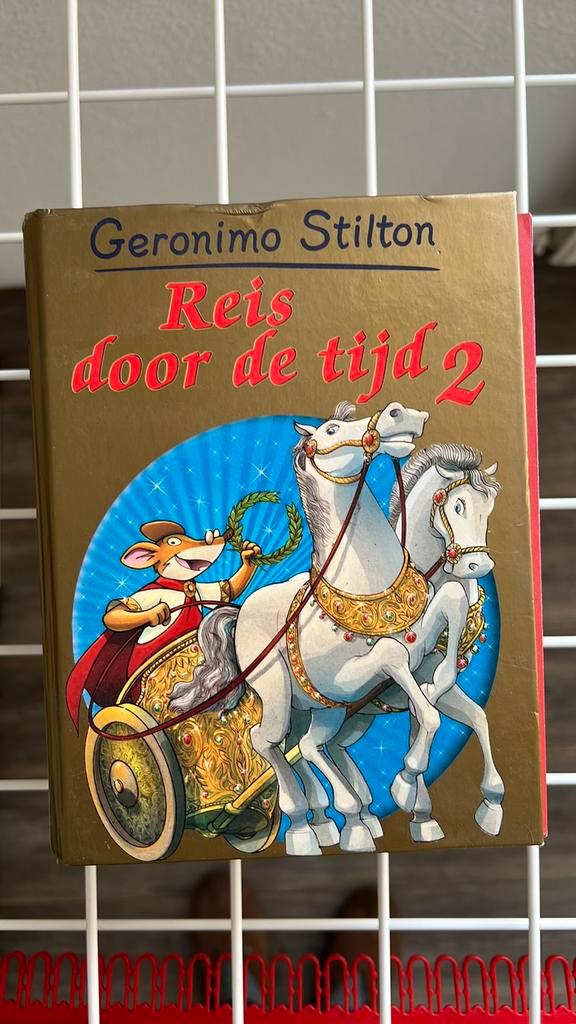 Geronimo Stilton
Reis
door de tijd 2